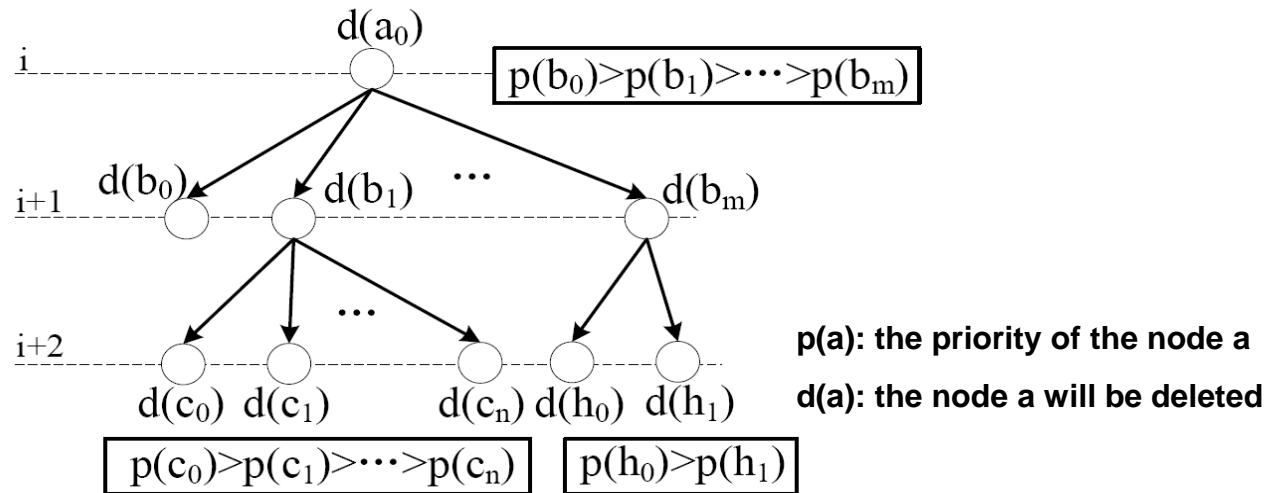 d(a₀)
i
p(b₀)>p(b₁)>⋯>p(bₘ)
d(b₀)
d(b₁)
⋯
d(bₘ)
i+1
⋯
i+2
d(c₀) d(c₁) d(cₙ) d(h₀) d(h₁)
p(a): the priority of the node a
d(a): the node a will be deleted
p(c₀)>p(c₁)>⋯>p(cₙ)
p(h₀)>p(h₁)